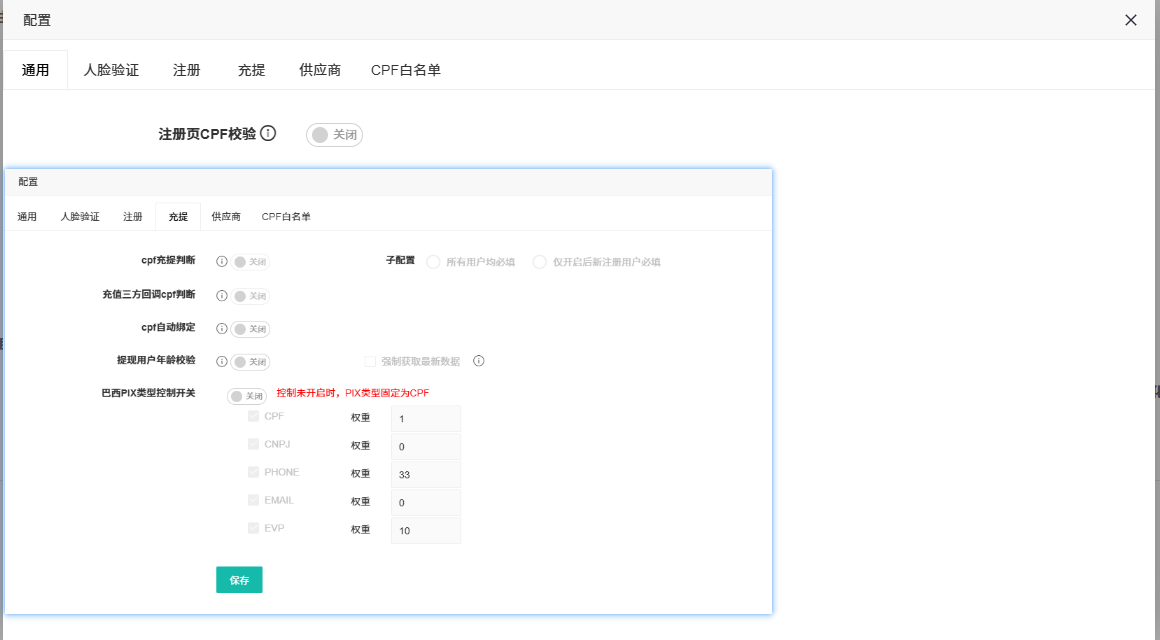 配置
通用 人脸验证 注册 充提 供应商 CPF白名单
注册页CPF校验 关闭
配置
通用 人脸验证 注册 充提 供应商 CPF白名单
cpf充提判断 关闭 子配置 所有用户均必填 仅开启后新注册用户必填
充值三方回调cpf判断 关闭
cpf自动绑定 关闭
提现用户年龄校验 关闭 强制获取最新数据
巴西PIX类型控制开关 关闭 控制未开启时，PIX类型固定为CPF
CPF 权重 1
CNPJ 权重 0
PHONE 权重 33
EMAIL 权重 0
EVP 权重 10
保存